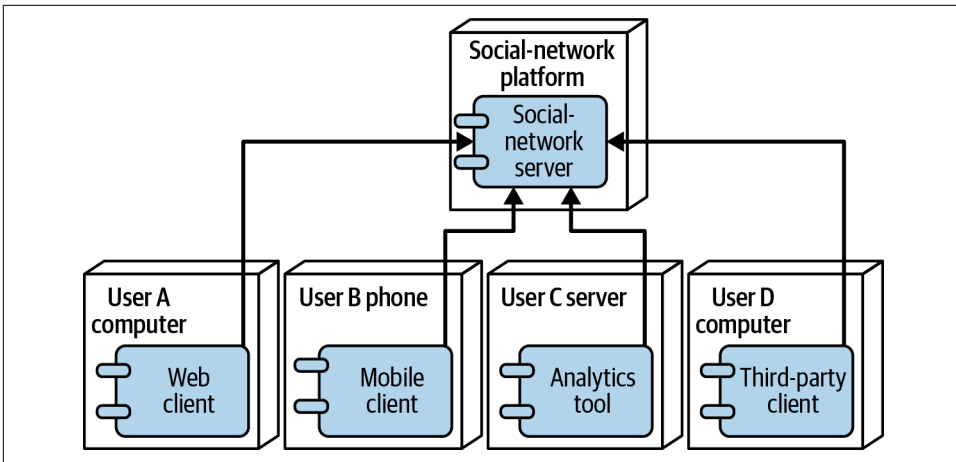 Social-network
platform
Social-
network
server
User A
computer
Web
client
User B phone
Mobile
client
User C server
Analytics
tool
User D
computer
Third-party
client